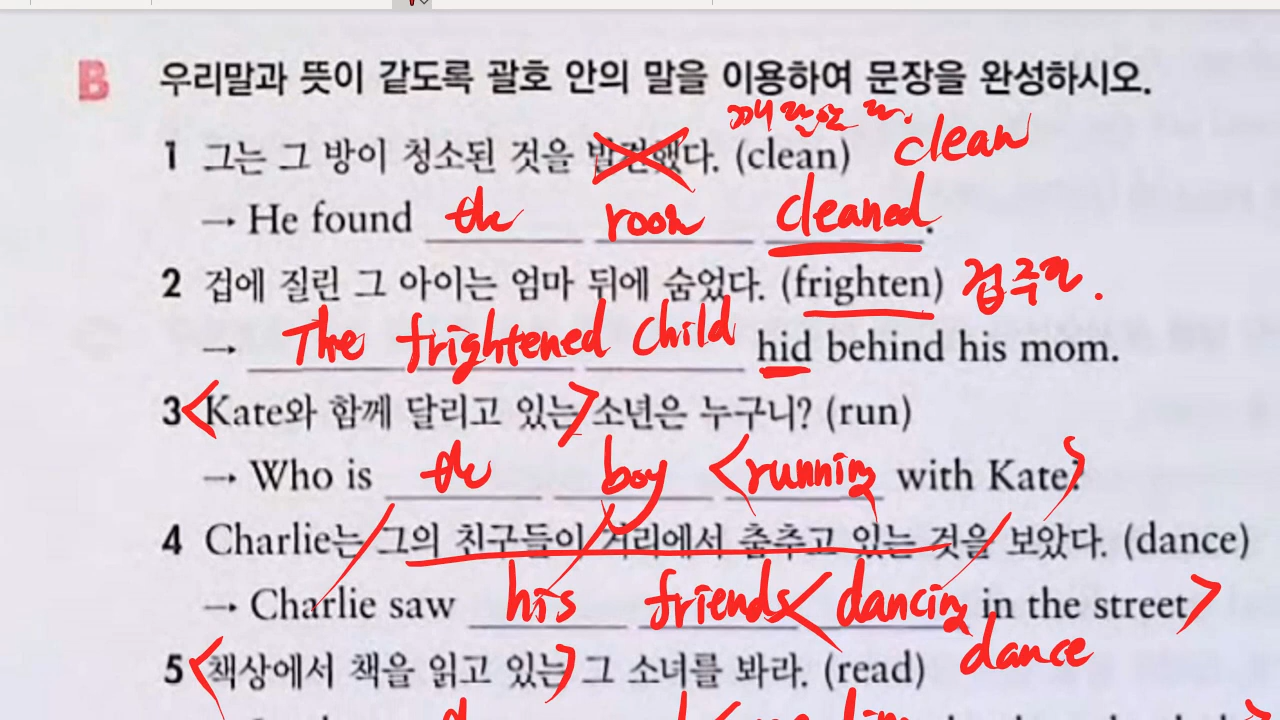 B 우리말과 뜻이 같도록 괄호 안의 말을 이용하여 문장을 완성하시오.
깨끗한
1 그는 그 방이 청소된 것을 발견했다. (clean) clean
→ He found the room cleaned.
2 겁에 질린 그 아이는 엄마 뒤에 숨었다. (frighten) 겁주다.
→ The frightened child hid behind his mom.
3 <Kate와 함께 달리고 있는> 소년은 누구니? (run)
→ Who is the boy <running with Kate?>
4 Charlie는 그의 친구들이 거리에서 춤추고 있는 것을 보았다. (dance)
→ Charlie saw his friends <dancing in the street>
dance
5 <책상에서 책을 읽고 있는> 그 소녀를 봐라. (read)